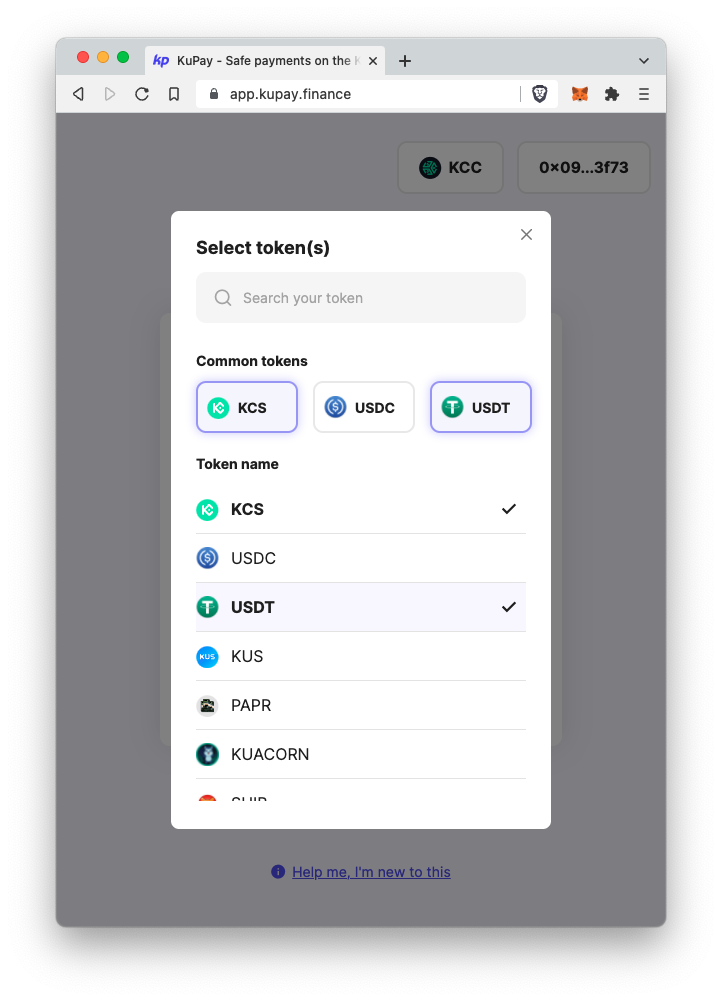 kp KuPay - Safe payments on the K
app.kupay.finance
KCC
0×09...3f73
Select token(s)
Search your token
Common tokens
KCS
USDC
USDT
Token name
KCS
USDC
USDT
KUS KUS
PAPR
KUACORN
Help me, I'm new to this